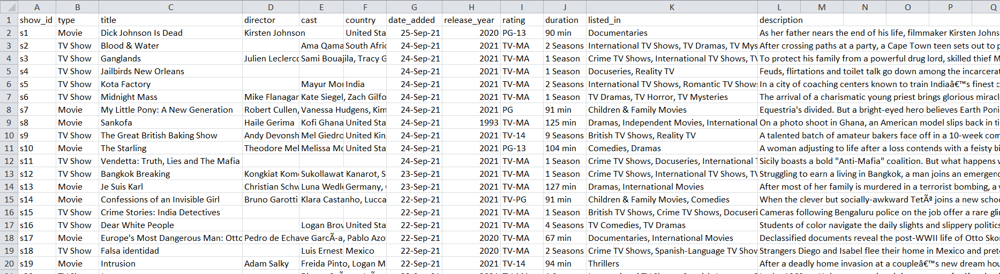 A B C D E F G H I J K L M N O P Q
1 show_id type title director cast country date_added release_year rating duration listed_in description
2 s1 Movie Dick Johnson Is Dead Kirsten Johnson United Sta 25-Sep-21 2020 PG-13 90 min Documentaries As her father nears the end of his life, filmmaker Kirsten Johns
3 s2 TV Show Blood & Water Ama Qama South Afric 24-Sep-21 2021 TV-MA 2 Seasons International TV Shows, TV Dramas, TV Mys After crossing paths at a party, a Cape Town teen sets out to p
4 s3 TV Show Ganglands Julien Leclerc Sami Bouajila, Tracy G 24-Sep-21 2021 TV-MA 1 Season Crime TV Shows, International TV Shows, TV To protect his family from a powerful drug lord, skilled thief M
5 s4 TV Show Jailbirds New Orleans 24-Sep-21 2021 TV-MA 1 Season Docuseries, Reality TV Feuds, flirtations and toilet talk go down among the incarcerat
6 s5 TV Show Kota Factory Mayur Mor India 24-Sep-21 2021 TV-MA 2 Seasons International TV Shows, Romantic TV Show In a city of coaching centers known to train Indiaâ€™s finest c
7 s6 TV Show Midnight Mass Mike Flanagan Kate Siegel, Zach Gilfo 24-Sep-21 2021 TV-MA 1 Season TV Dramas, TV Horror, TV Mysteries The arrival of a charismatic young priest brings glorious miracl
8 s7 Movie My Little Pony: A New Generation Robert Cullen, Vanessa Hudgens, Kim 24-Sep-21 2021 PG 91 min Children & Family Movies Equestria's divided. But a bright-eyed hero believes Earth Poni
9 s8 Movie Sankofa Haile Gerima Kofi Ghana United Sta 24-Sep-21 1993 TV-MA 125 min Dramas, Independent Movies, International On a photo shoot in Ghana, an American model slips back in ti
10 s9 TV Show The Great British Baking Show Andy Devonsh Mel Giedro United Kin 24-Sep-21 2021 TV-14 9 Seasons British TV Shows, Reality TV A talented batch of amateur bakers face off in a 10-week com
11 s10 Movie The Starling Theodore Mel Melissa Mc United Sta 24-Sep-21 2021 PG-13 104 min Comedies, Dramas A woman adjusting to life after a loss contends with a feisty bi
12 s11 TV Show Vendetta: Truth, Lies and The Mafia 24-Sep-21 2021 TV-MA 1 Season Crime TV Shows, Docuseries, International Sicily boasts a bold "Anti-Mafia" coalition. But what happens w
13 s12 TV Show Bangkok Breaking Kongkiat Kom Sukollawat Kanarot, S 23-Sep-21 2021 TV-MA 1 Season Crime TV Shows, International TV Shows, TV Struggling to earn a living in Bangkok, a man joins an emergenc
14 s13 Movie Je Suis Karl Christian Schw Luna Wedle Germany, 23-Sep-21 2021 TV-MA 127 min Dramas, International Movies After most of her family is murdered in a terrorist bombing, a y
15 s14 Movie Confessions of an Invisible Girl Bruno Garotti Klara Castanho, Lucca 22-Sep-21 2021 TV-PG 91 min Children & Family Movies, Comedies When the clever but socially-awkward TetÃª joins a new schoo
16 s15 TV Show Crime Stories: India Detectives 22-Sep-21 2021 TV-MA 1 Season British TV Shows, Crime TV Shows, Docuseri Cameras following Bengaluru police on the job offer a rare glim
17 s16 TV Show Dear White People Logan Brov United Sta 22-Sep-21 2021 TV-MA 4 Seasons TV Comedies, TV Dramas Students of color navigate the daily slights and slippery politics
18 s17 Movie Europe's Most Dangerous Man: Otto Pedro de Echave GarcÃ­a, Pablo Azo 22-Sep-21 2020 TV-MA 67 min Documentaries, International Movies Declassified documents reveal the post-WWII life of Otto Skor
19 s18 TV Show Falsa identidad Luis Ernest Mexico 22-Sep-21 2020 TV-MA 2 Seasons Crime TV Shows, Spanish-Language TV Show Strangers Diego and Isabel flee their home in Mexico and prete
20 s19 Movie Intrusion Adam Salky Freida Pinto, Logan M 22-Sep-21 2021 TV-14 94 min Thrillers After a deadly home invasion at a coupleâ€™s new dream hou